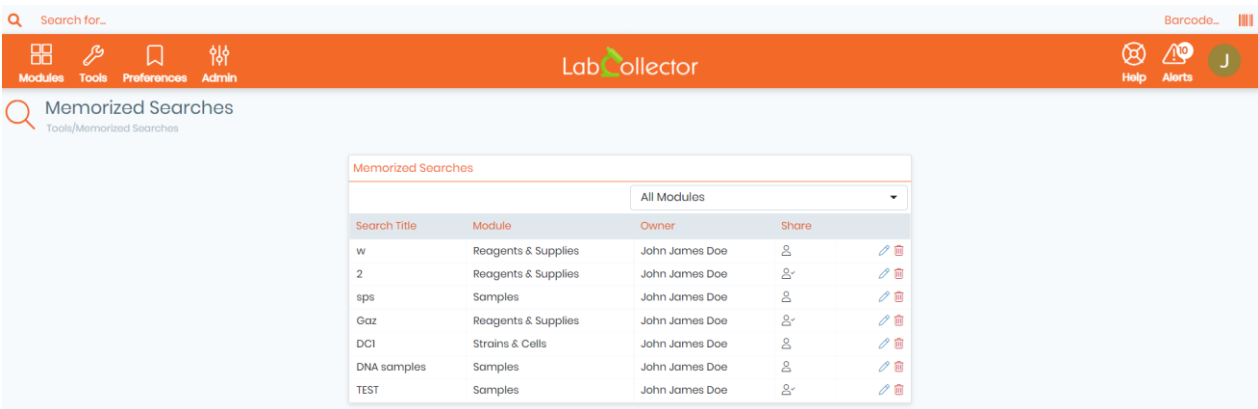 Search for... Barcode...
Modules Tools Preferences Admin LabCollector Help 10 Alerts J
Memorized Searches
Tools/Memorized Searches
Memorized Searches
All Modules
Search Title Module Owner Share
w Reagents & Supplies John James Doe
2 Reagents & Supplies John James Doe
sps Samples John James Doe
Gaz Reagents & Supplies John James Doe
DC1 Strains & Cells John James Doe
DNA samples Samples John James Doe
TEST Samples John James Doe